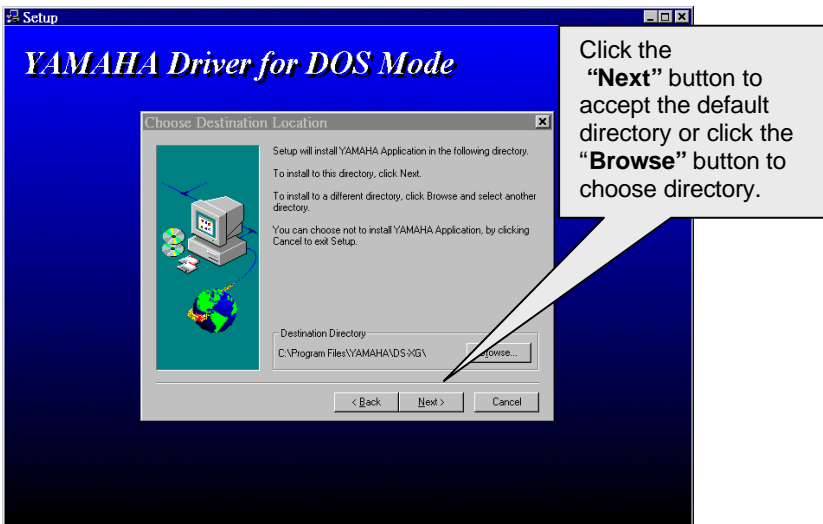 Setup
YAMAHA Driver for DOS Mode
Click the
“Next” button to
accept the default
directory or click the
“Browse” button to
choose directory.
Choose Destination Location
Setup will install YAMAHA Application in the following directory.
To install to this directory, click Next.
To install to a different directory, click Browse and select another
directory.
You can choose not to install YAMAHA Application, by clicking
Cancel to exit Setup.
Destination Directory
C:\Program Files\YAMAHA\DS-XG\
Browse...
< Back
Next >
Cancel